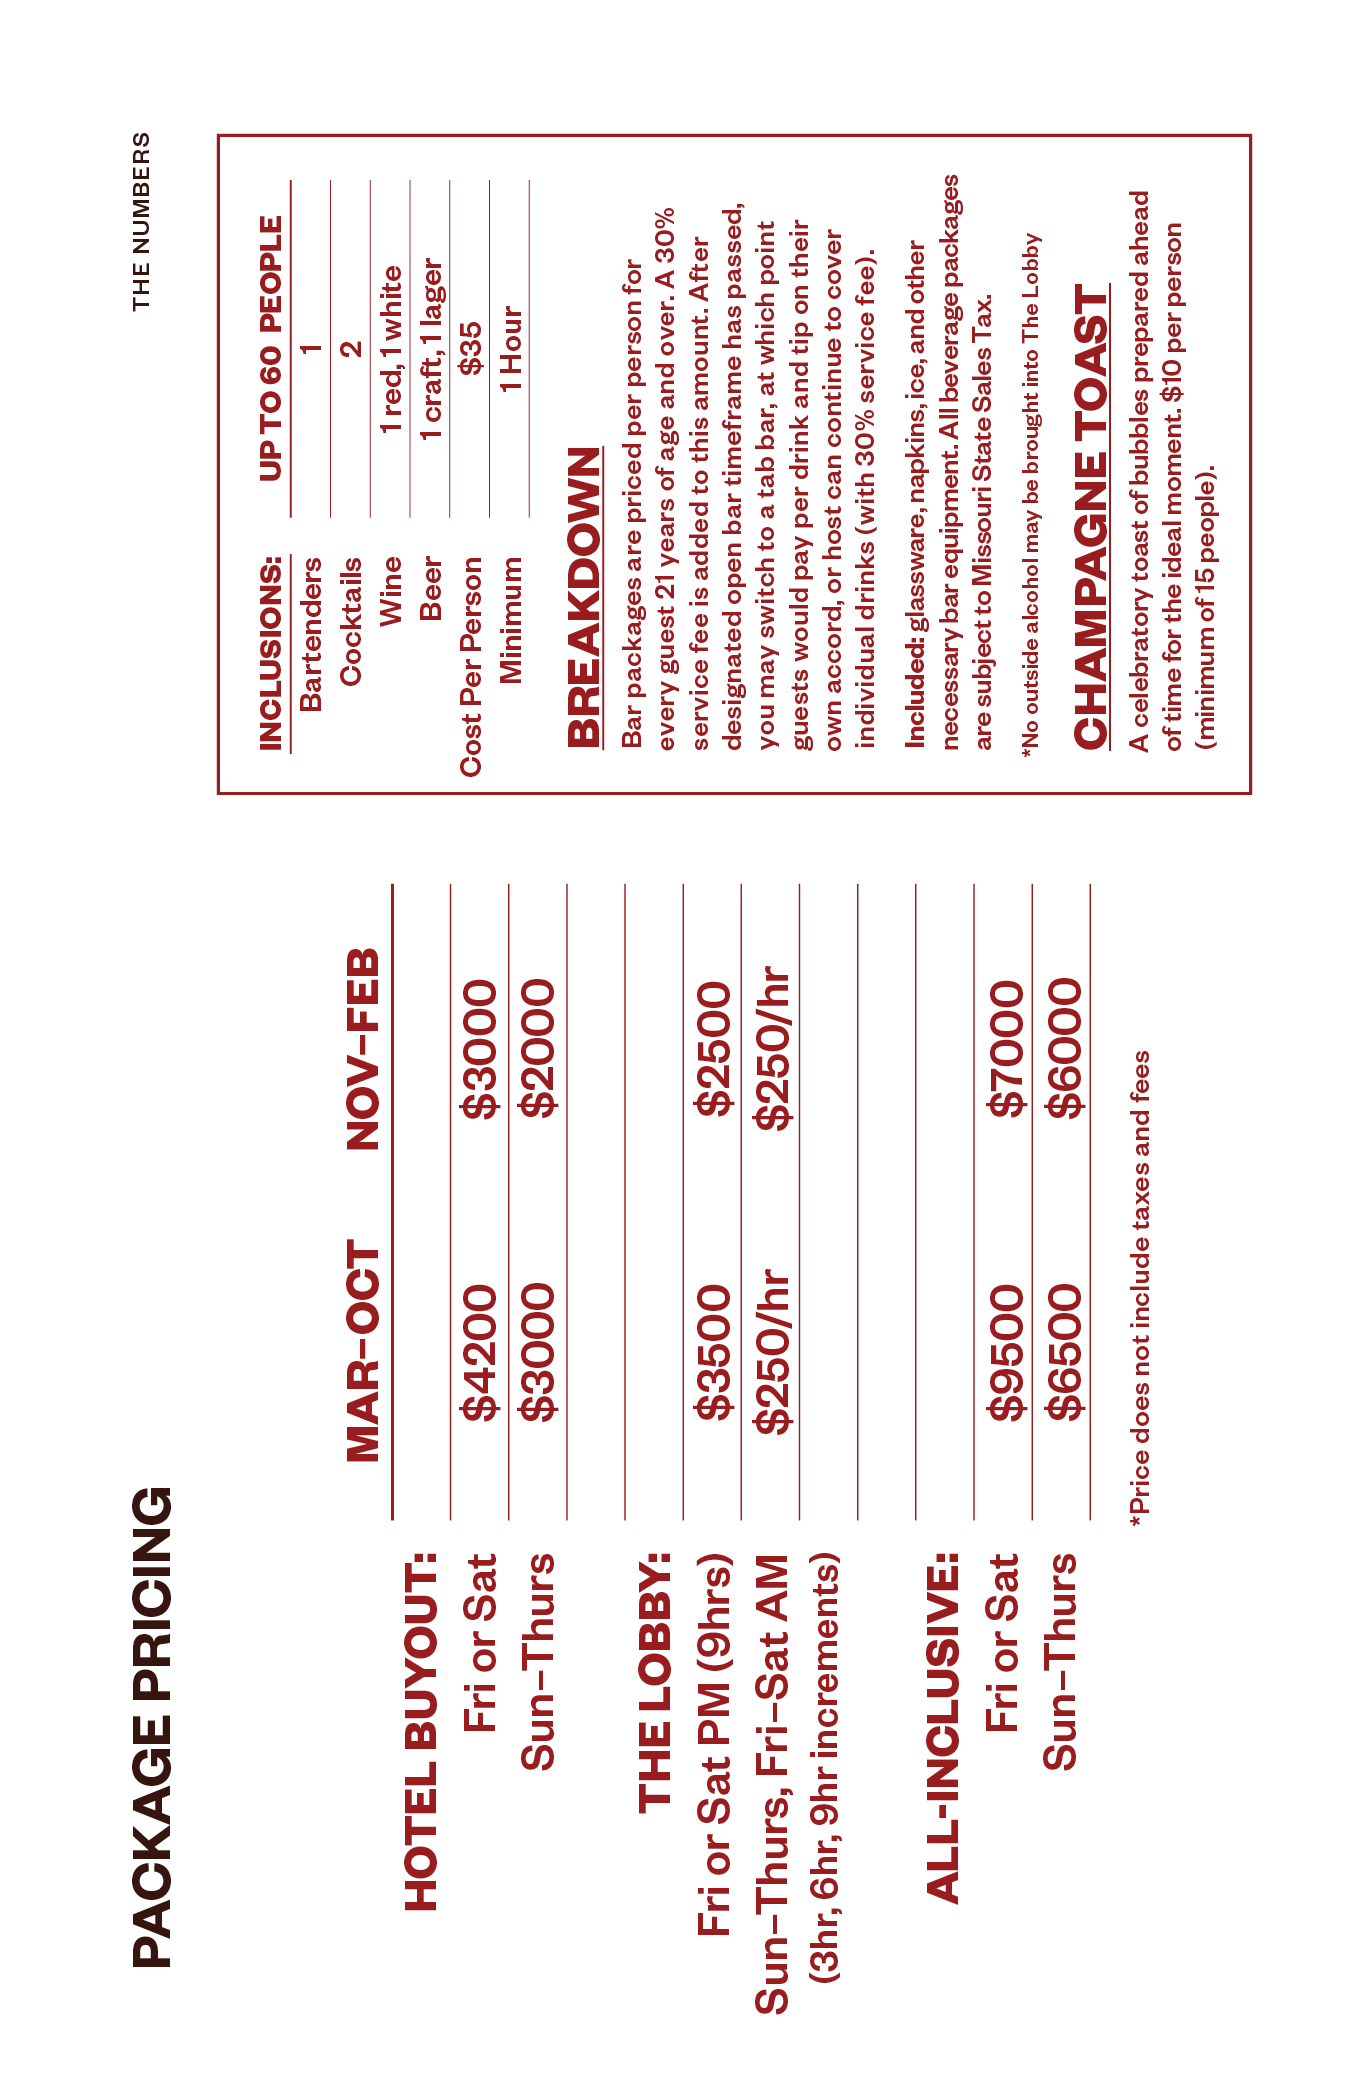 PACKAGE PRICING
THE NUMBERS
MAR–OCT NOV–FEB
HOTEL BUYOUT:
Fri or Sat $4200 $3000
Sun–Thurs $3000 $2000
THE LOBBY:
Fri or Sat PM (9hrs) $3500 $2500
Sun–Thurs, Fri–Sat AM $250/hr $250/hr
(3hr, 6hr, 9hr increments)
ALL-INCLUSIVE:
Fri or Sat $9500 $7000
Sun–Thurs $6500 $6000
*Price does not include taxes and fees
INCLUSIONS: UP TO 60 PEOPLE
Bartenders 1
Cocktails 2
Wine 1 red, 1 white
Beer 1 craft, 1 lager
Cost Per Person $35
Minimum 1 Hour
BREAKDOWN
Bar packages are priced per person for
every guest 21 years of age and over. A 30%
service fee is added to this amount. After
designated open bar timeframe has passed,
you may switch to a tab bar, at which point
guests would pay per drink and tip on their
own accord, or host can continue to cover
individual drinks (with 30% service fee).
Included: glassware, napkins, ice, and other
necessary bar equipment. All beverage packages
are subject to Missouri State Sales Tax.
*No outside alcohol may be brought into The Lobby
CHAMPAGNE TOAST
A celebratory toast of bubbles prepared ahead
of time for the ideal moment. $10 per person
(minimum of 15 people).